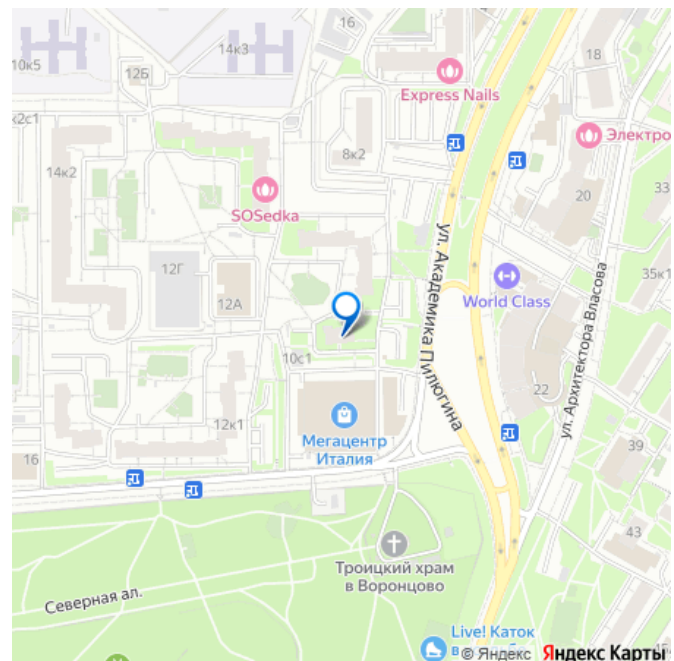 16
14к3
18
10к5
12Б
Express Nails
к2с1
8к2
Электро
14к2
20
33
SOSedka
ул. Академика Пилюгина
12Г
35к1
12А
World Class
ул. Архитектора Власова
10с1
22
12к1
Мегацентр
Италия
39
16
43
Троицкий храм
в Воронцово
Северная ал.
Live! Каток
© Яндекс Яндекс Карты